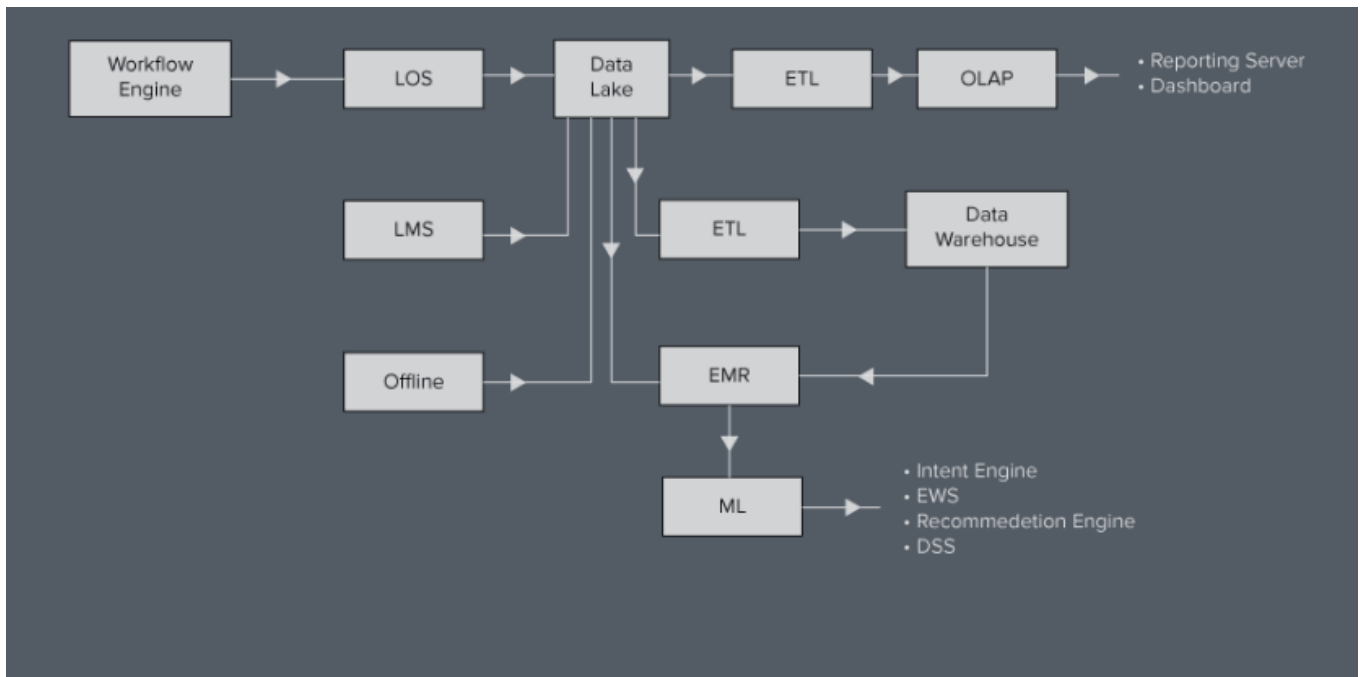 Workflow
Engine
LOS
Data
Lake
ETL
OLAP
• Reporting Server
• Dashboard
LMS
ETL
Data
Warehouse
Offline
EMR
ML
• Intent Engine
• EWS
• Recommedetion Engine
• DSS